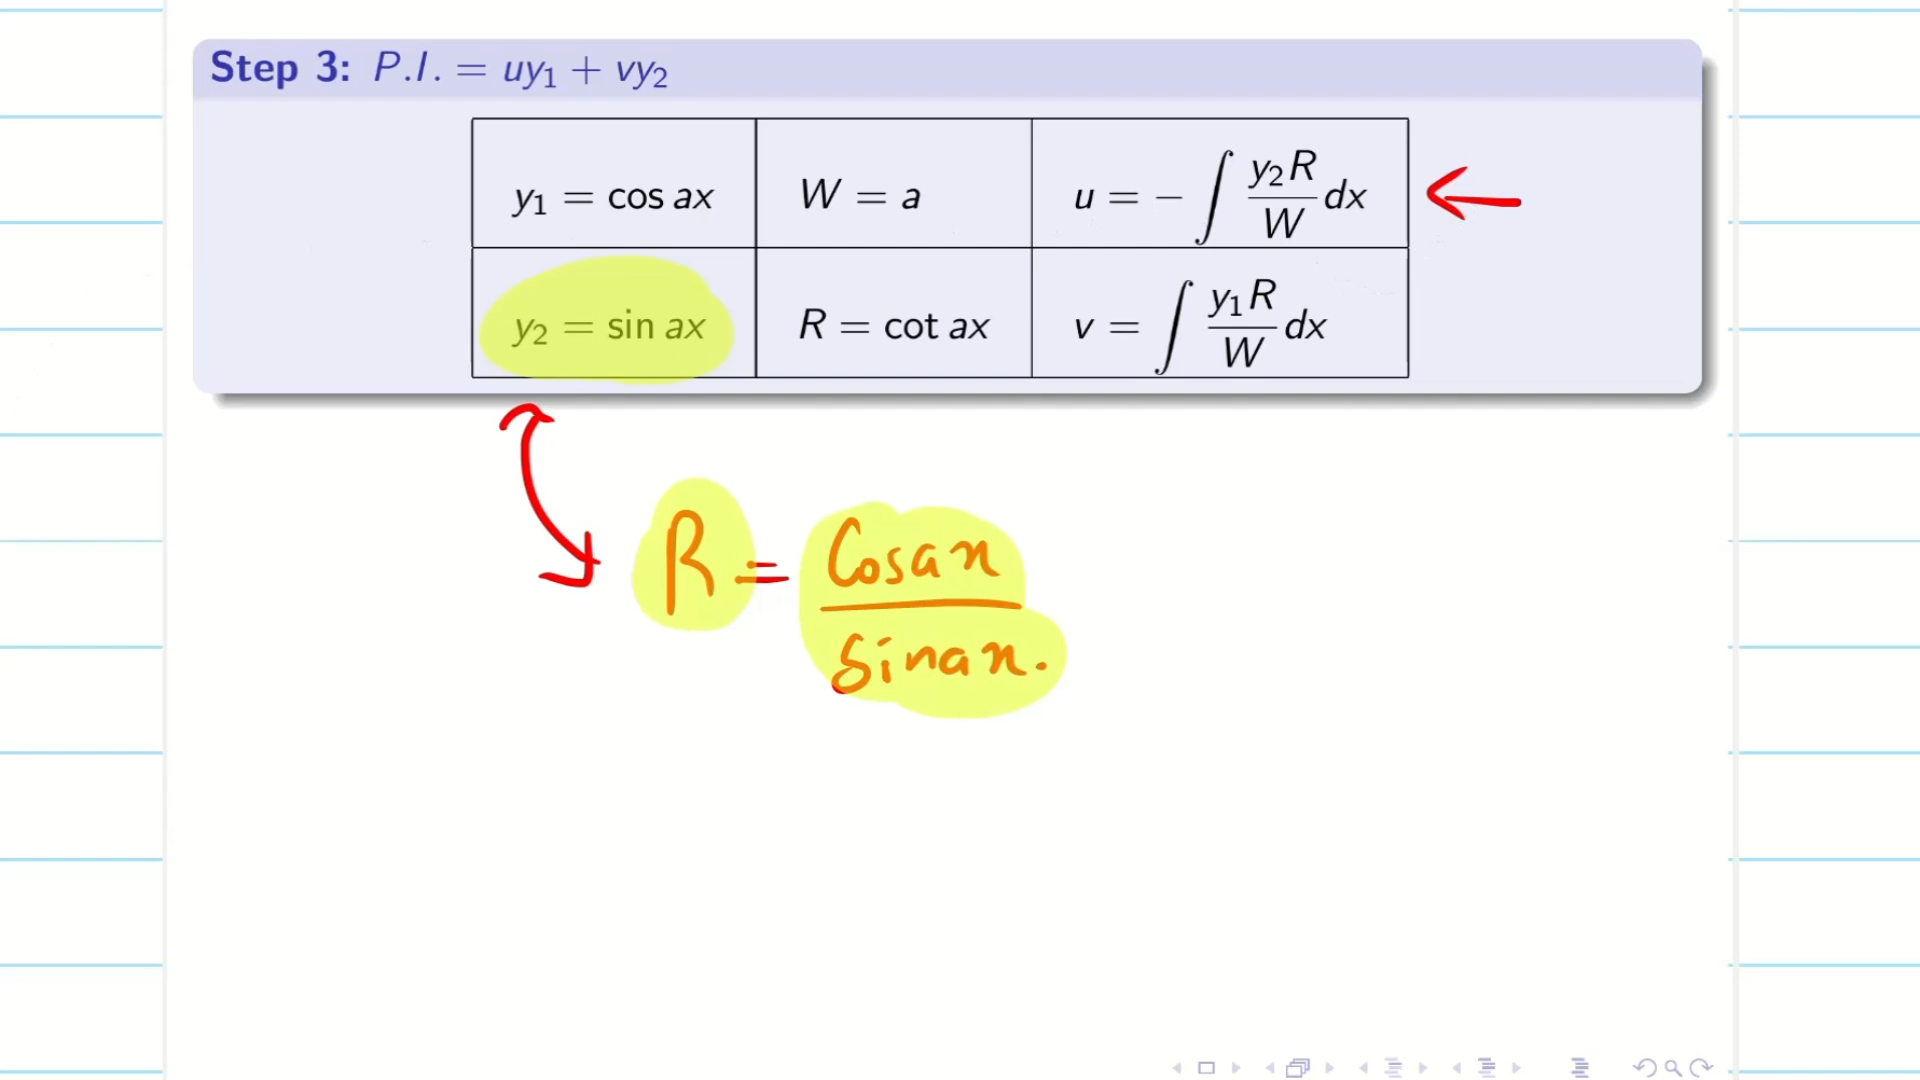 Step 3: P.I. = uy₁ + vy₂
y₁ = cos ax W = a u = − ∫ y₂R/W dx
y₂ = sin ax R = cot ax v = ∫ y₁R/W dx
R = Cosax
sinax.